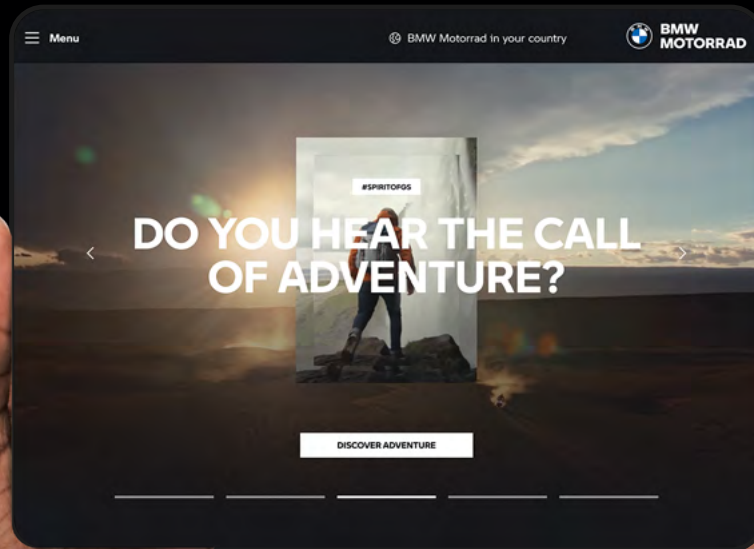 Menu
BMW Motorrad in your country
BMW
MOTORRAD
#SPIRITOFGS
DO YOU HEAR THE CALL
OF ADVENTURE?
DISCOVER ADVENTURE